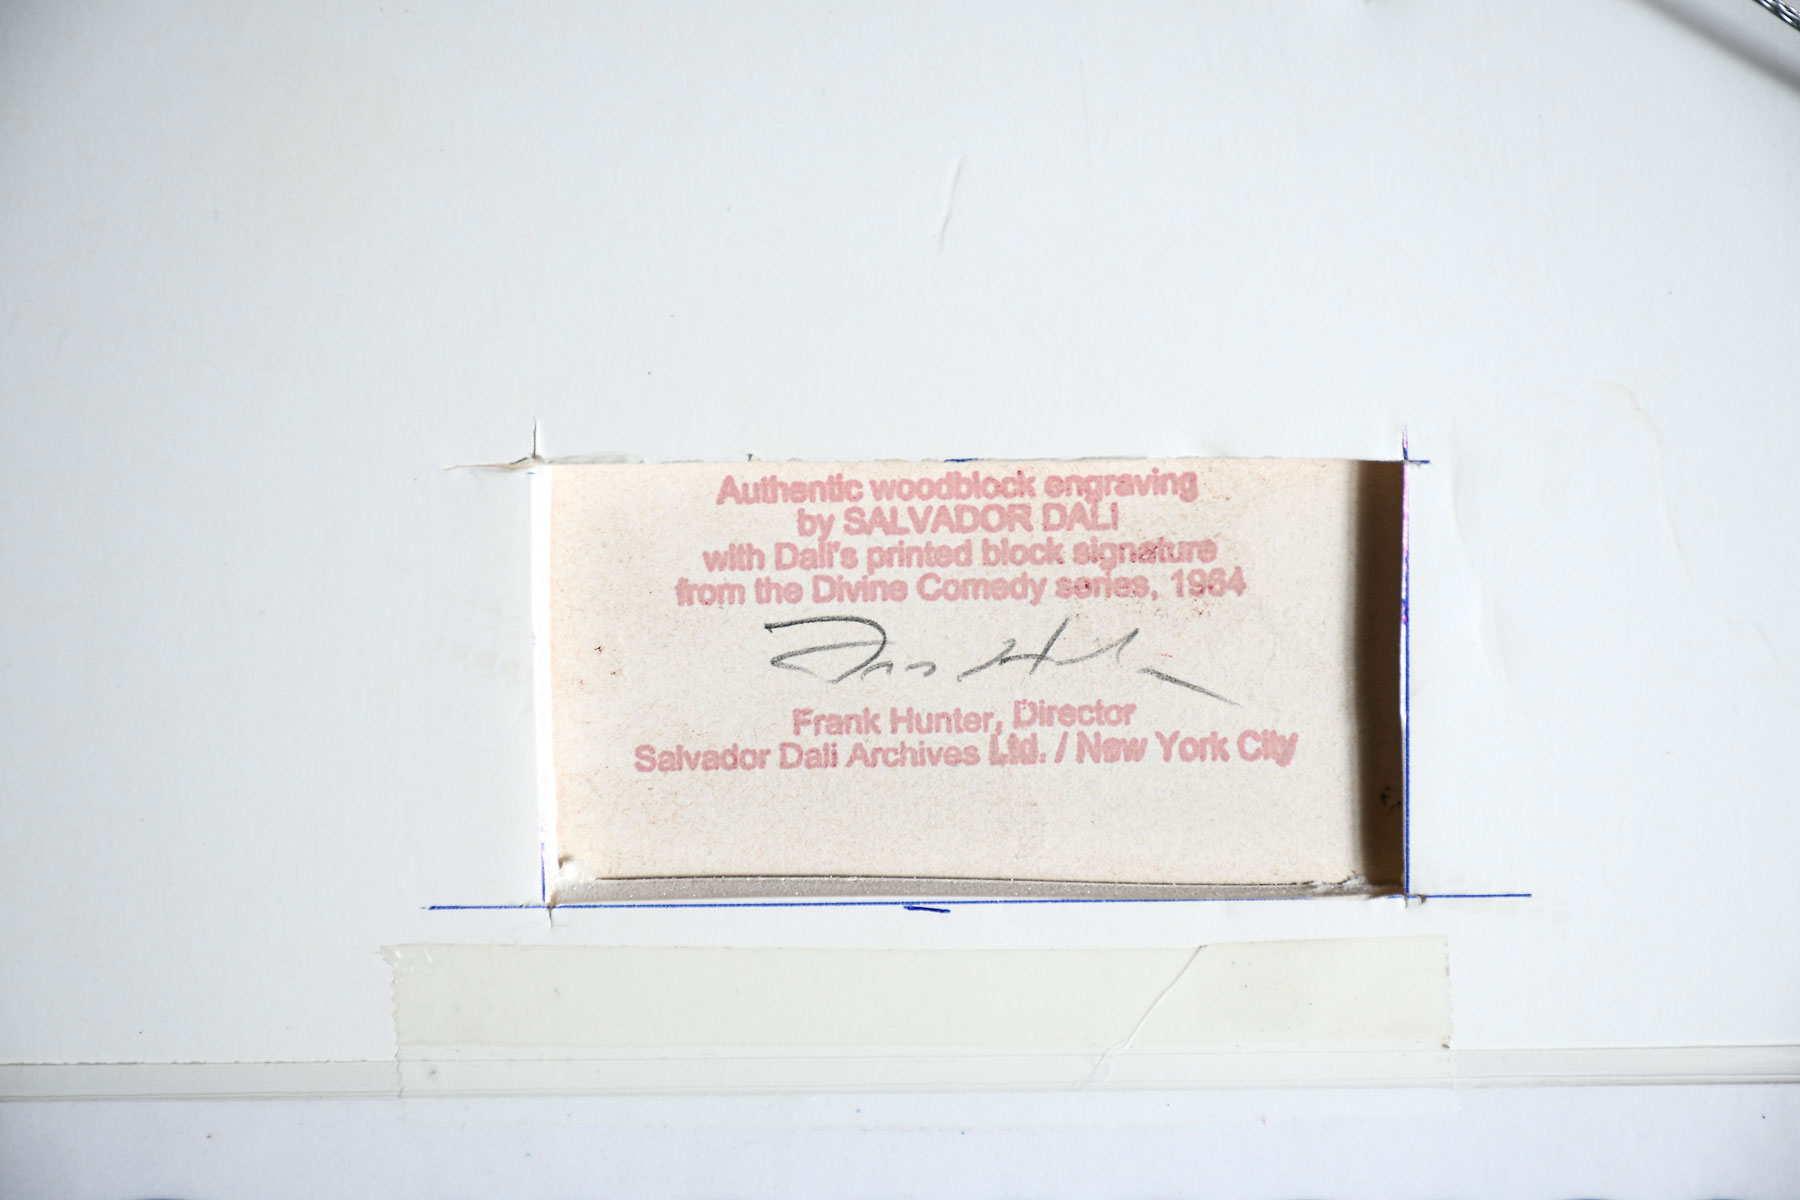 Authentic woodblock engraving
by SALVADOR DALI
with Dali's printed block signature
from the Divine Comedy series, 1964
Frank Hunter, Director
Salvador Dali Archives Ltd. / New York City